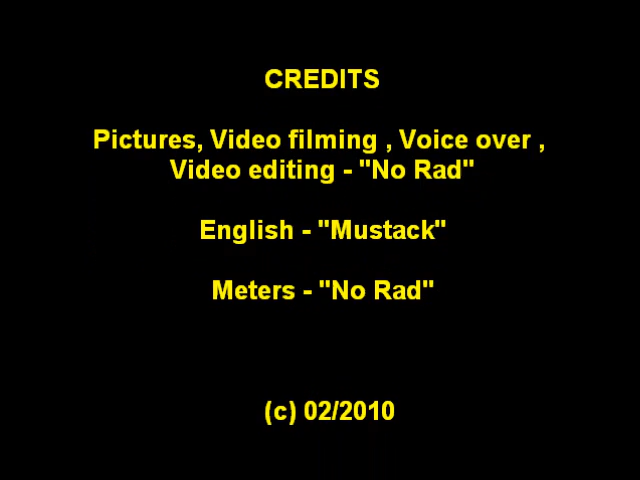 CREDITS
Pictures, Video filming , Voice over ,
Video editing - "No Rad"
English - "Mustack"
Meters - "No Rad"
(c) 02/2010